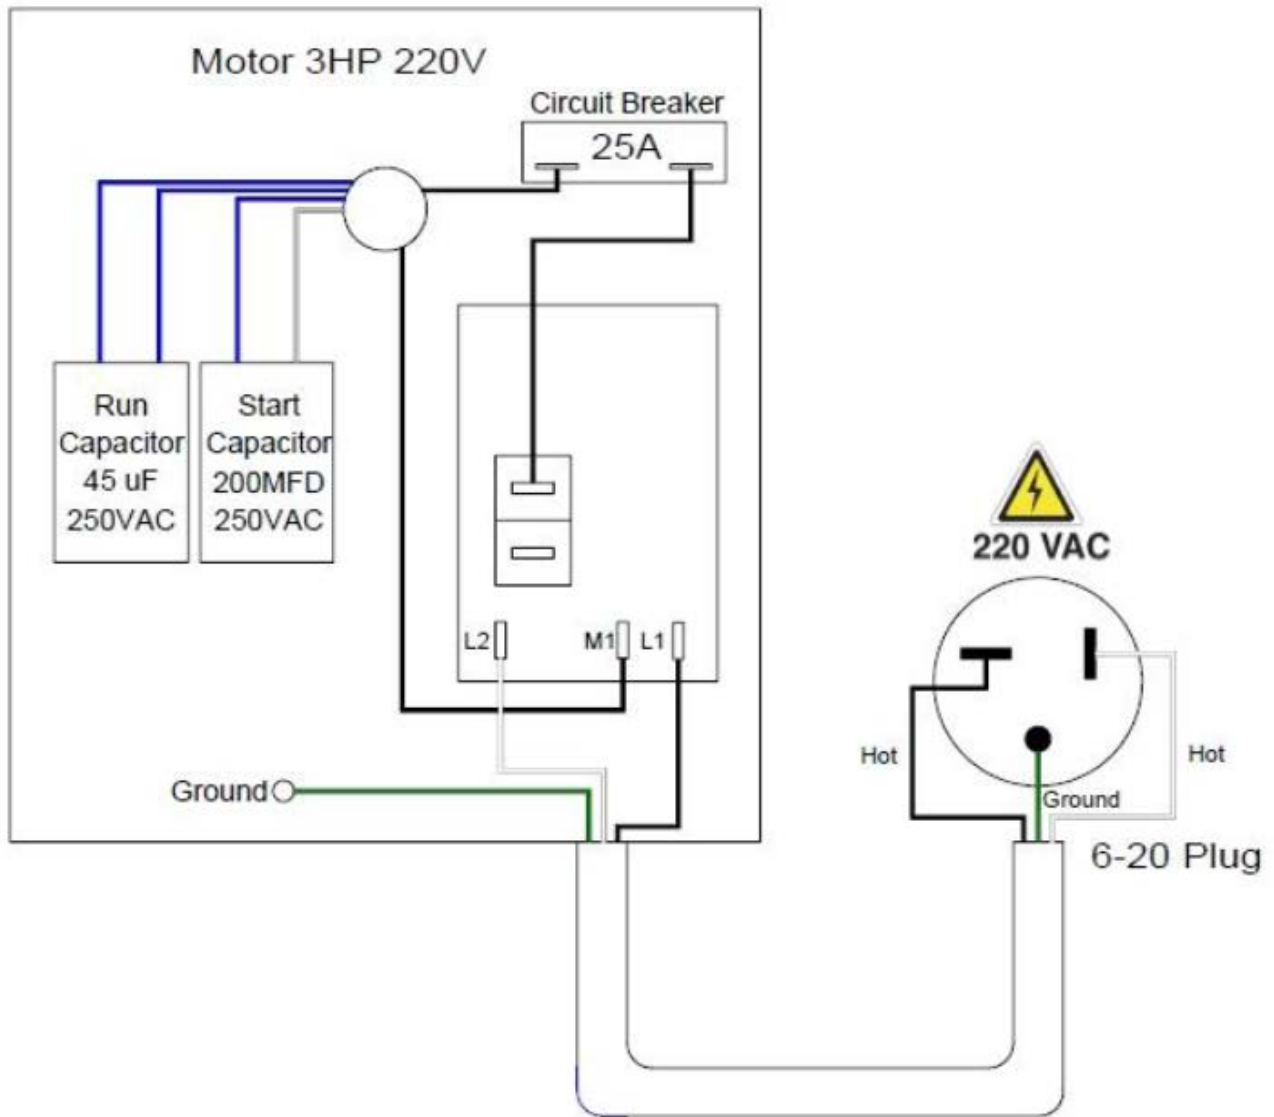 Motor 3HP 220V
Circuit Breaker
25A
Run
Capacitor
45 uF
250VAC
Start
Capacitor
200MFD
250VAC
L2
M1
L1
Ground
220 VAC
Hot
Hot
Ground
6-20 Plug